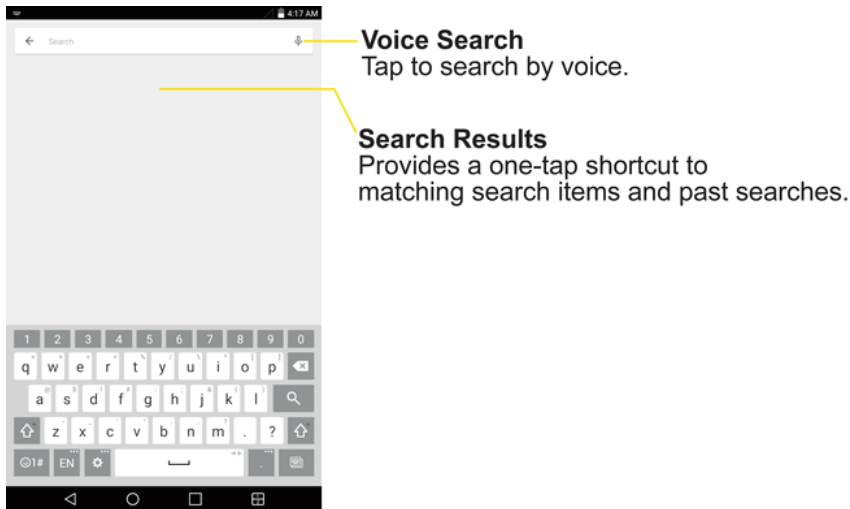 4:17 AM
Search
Voice Search
Tap to search by voice.
Search Results
Provides a one-tap shortcut to
matching search items and past searches.
1 2 3 4 5 6 7 8 9 0
q w e r t y u i o p
a s d f g h j k l
z x c v b n m . ?
☺1# EN .